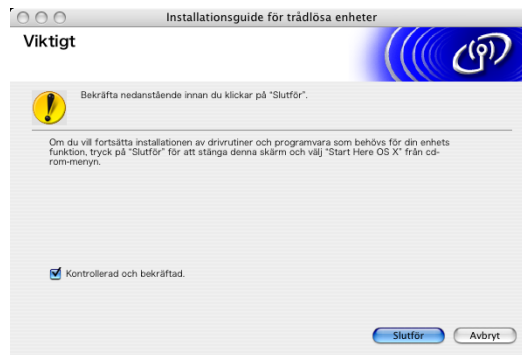 Installationsguide för trådlösa enheter
Viktigt
Bekräfta nedanstående innan du klickar på "Slutför".
Om du vill fortsätta installationen av drivrutiner och programvara som behövs för din enhets
funktion, tryck på "Slutför" för att stänga denna skärm och välj "Start Here OS X" från cd-
rom-menyn.
Kontrollerad och bekräftad.
Slutför
Avbryt